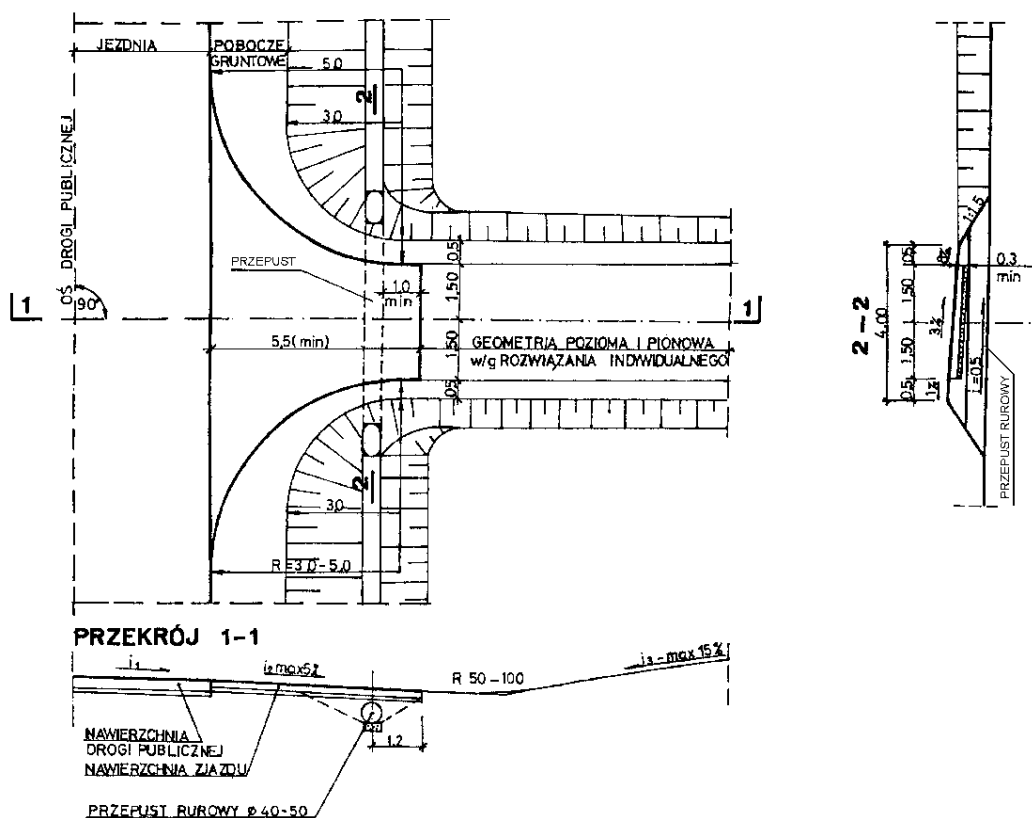 JEZDNIA
POBOCZE
GRUNTOWE
5,0
2
3,0
OŚ DROGI PUBLICZNEJ
PRZEPUST
0,5
1,50
1,0
min
1
90°
1
5,5(min)
1,50
GEOMETRIA POZIOMA I PIONOWA
w/g ROZWIĄZANIA INDYWIDUALNEGO
0,5
2
3,0
R=3,0-5,0
1:1,5
0,5
0.3
min
1,50
2-2
4.00
3%
1,50
i=0,5
0,5
PRZEPUST RUROWY
PRZEKRÓJ 1-1
i1
i2 max5%
R 50-100
i3-max 15%
NAWIERZCHNIA
DROGI PUBLICZNEJ
NAWIERZCHNIA ZJAZDU
1,2
PRZEPUST RUROWY ø 40-50